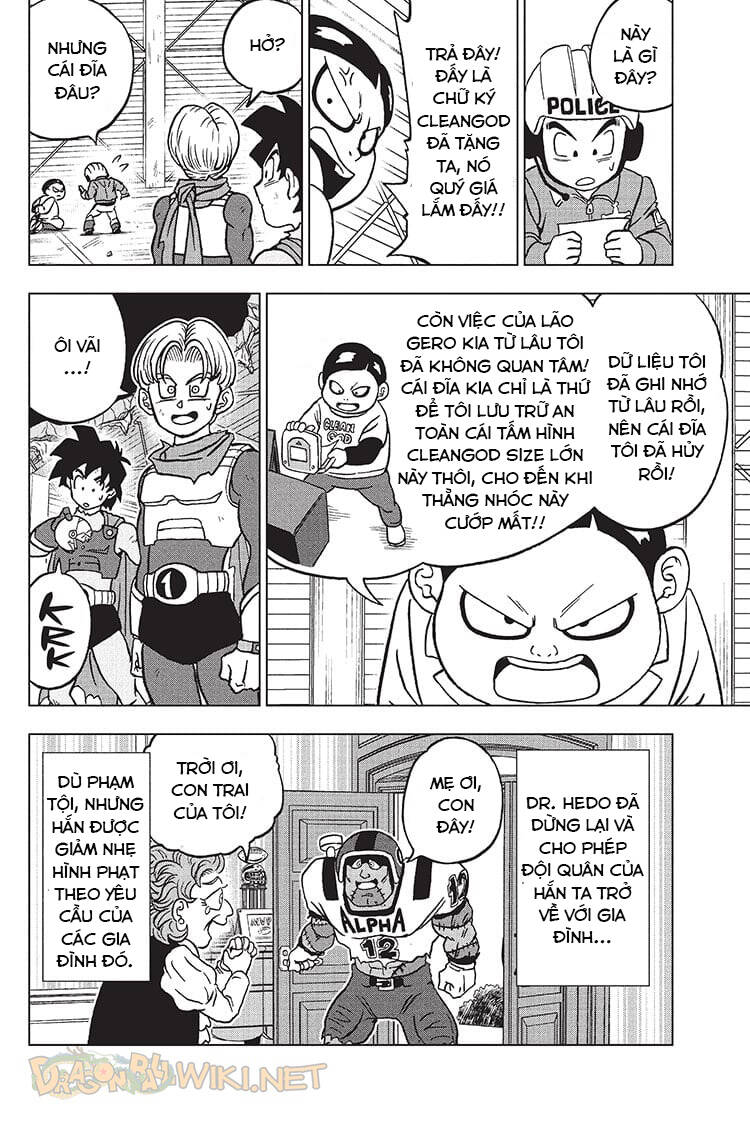 NÀY
LÀ GÌ
ĐÂY?
POLICE
TRẢ ĐÂY!
ĐẤY LÀ
CHỮ KÝ
CLEANGOD
ĐÃ TẶNG
TA, NÓ
QUÝ GIÁ
LẮM ĐẤY!!
HỞ?
NHƯNG
CÁI ĐĨA
ĐÂU?
DỮ LIỆU TÔI
ĐÃ GHI NHỚ
TỪ LÂU RỒI,
NÊN CÁI ĐĨA
TÔI ĐÃ HỦY
RỒI!
CÒN VIỆC CỦA LÃO
GERO KIA TỪ LÂU TÔI
ĐÃ KHÔNG QUAN TÂM!
CÁI ĐĨA KIA CHỈ LÀ THỨ
ĐỂ TÔI LƯU TRỮ AN
TOÀN CÁI TẤM HÌNH
CLEANGOD SIZE LỚN
NÀY THÔI, CHO ĐẾN KHI
THẰNG NHÓC NÀY
CƯỚP MẤT!!
CLEAN
GOD
ÔI VÃI
...!
1
KRK
DR. HEDO ĐÃ
DỪNG LẠI VÀ
CHO PHÉP
ĐỘI QUÂN CỦA
HẮN TA TRỞ
VỀ VỚI GIA
ĐÌNH...
MẸ ƠI,
CON
ĐÂY!
12
ALPHA
12
TRỜI ƠI,
CON TRAI
CỦA TÔI!
DÙ PHẠM
TỘI, NHƯNG
HẮN ĐƯỢC
GIẢM NHẸ
HÌNH PHẠT
THEO YÊU
CẦU CỦA
CÁC GIA
ĐÌNH ĐÓ.
DRAGON BALL WIKI.NET